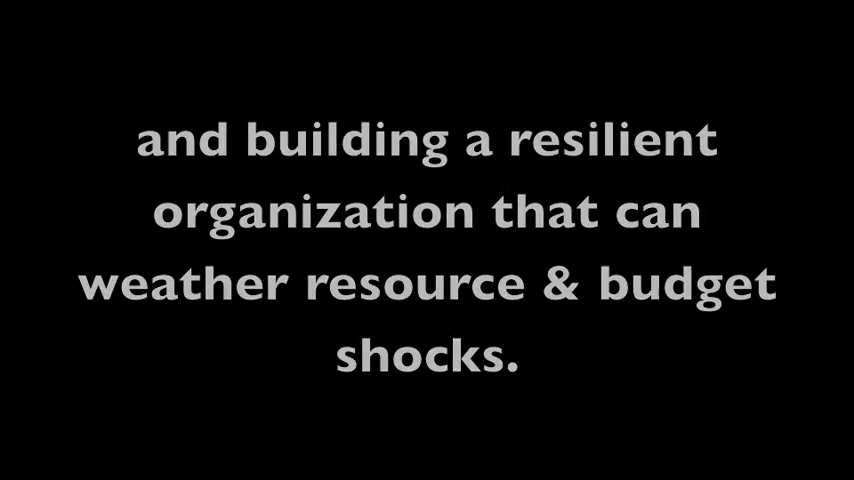 and building a resilient
organization that can
weather resource & budget
shocks.